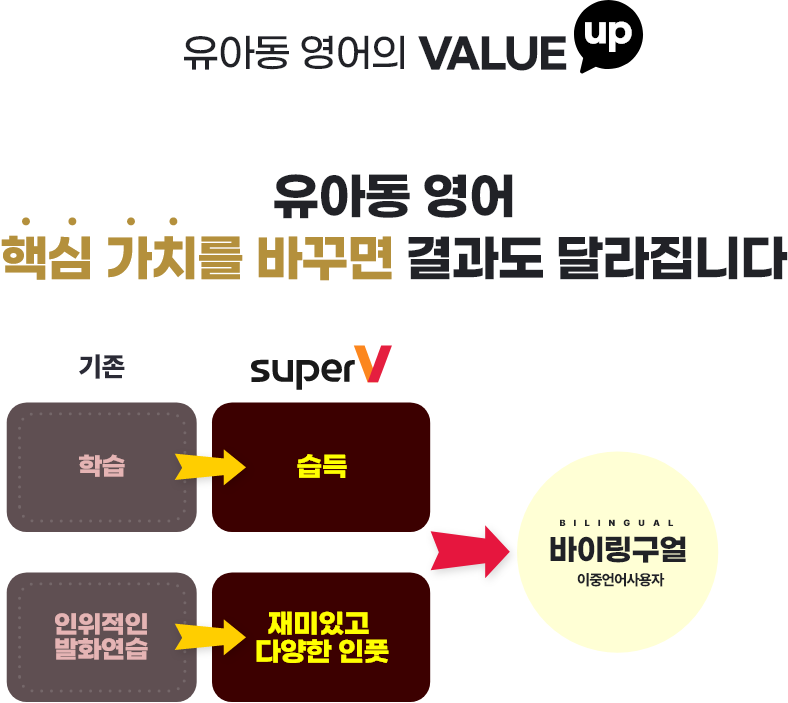 유아동 영어의 VALUE up
유아동 영어
핵심 가치를 바꾸면 결과도 달라집니다
기존
superV
학습
습득
인위적인
발화연습
재미있고
다양한 인풋
BILINGUAL
바이링구얼
이중언어사용자